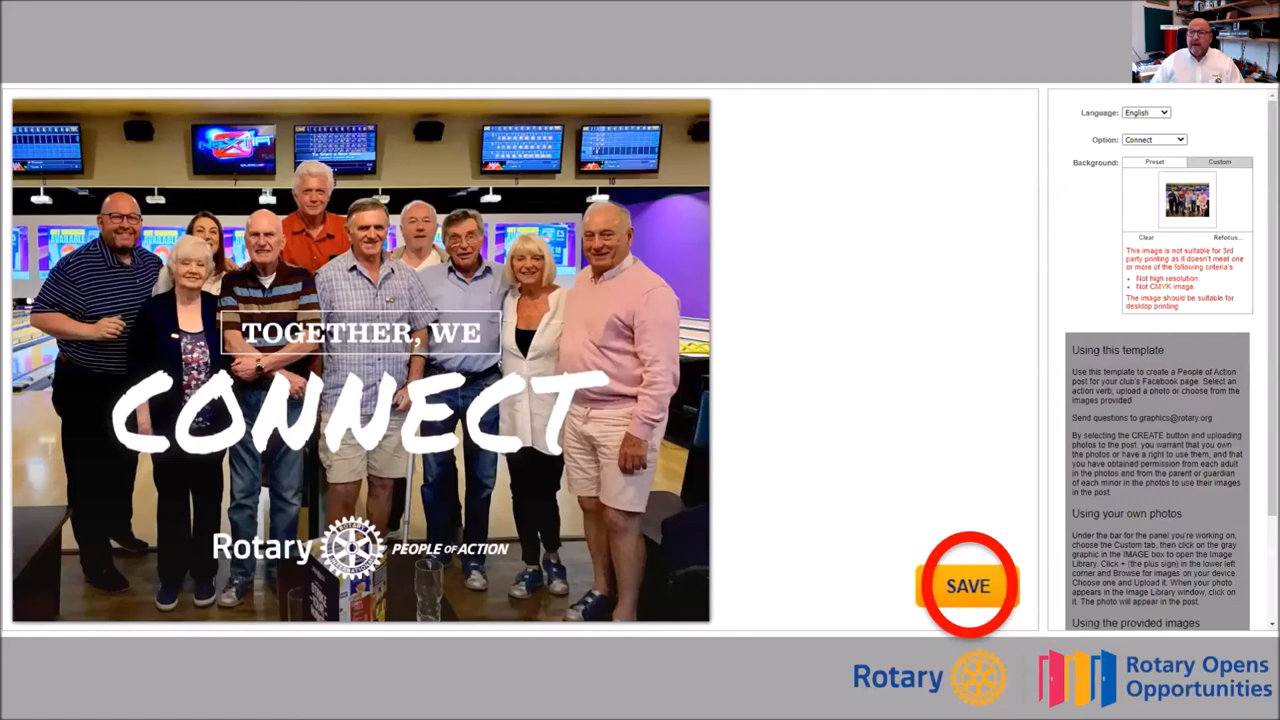 TOGETHER, WE
CONNECT
Rotary
ROTARY
INTERNATIONAL
PEOPLE OF ACTION
SAVE
Language: English
Option: Connect
Background: Preset Custom
Clear Refocus...
This image is not suitable for 3rd
party printing as it doesn't meet one
or more of the following criteria's:
• Not high resolution.
• Not CMYK image.
The image should be suitable for
desktop printing
Using this template
Use this template to create a People of Action
post for your club's Facebook page. Select an
action verb, upload a photo or choose from the
images provided
Send questions to graphics@rotary.org
By selecting the CREATE button and uploading
photos to the post, you warrant that you own
the photos or have a right to use them, and that
you have obtained permission from each adult
in the photos and from the parent or guardian
of each minor in the photos to use their images
in the post.
Using your own photos
Under the bar for the panel you're working on,
choose the Custom tab, then click on the gray
graphic in the IMAGE box to open the Image
Library. Click + (the plus sign) in the lower left
corner and Browse for images on your device.
Choose one and Upload it. When your photo
appears in the Image Library window, click on
it. The photo will appear in the post.
Using the provided images
Rotary
Rotary Opens
Opportunities